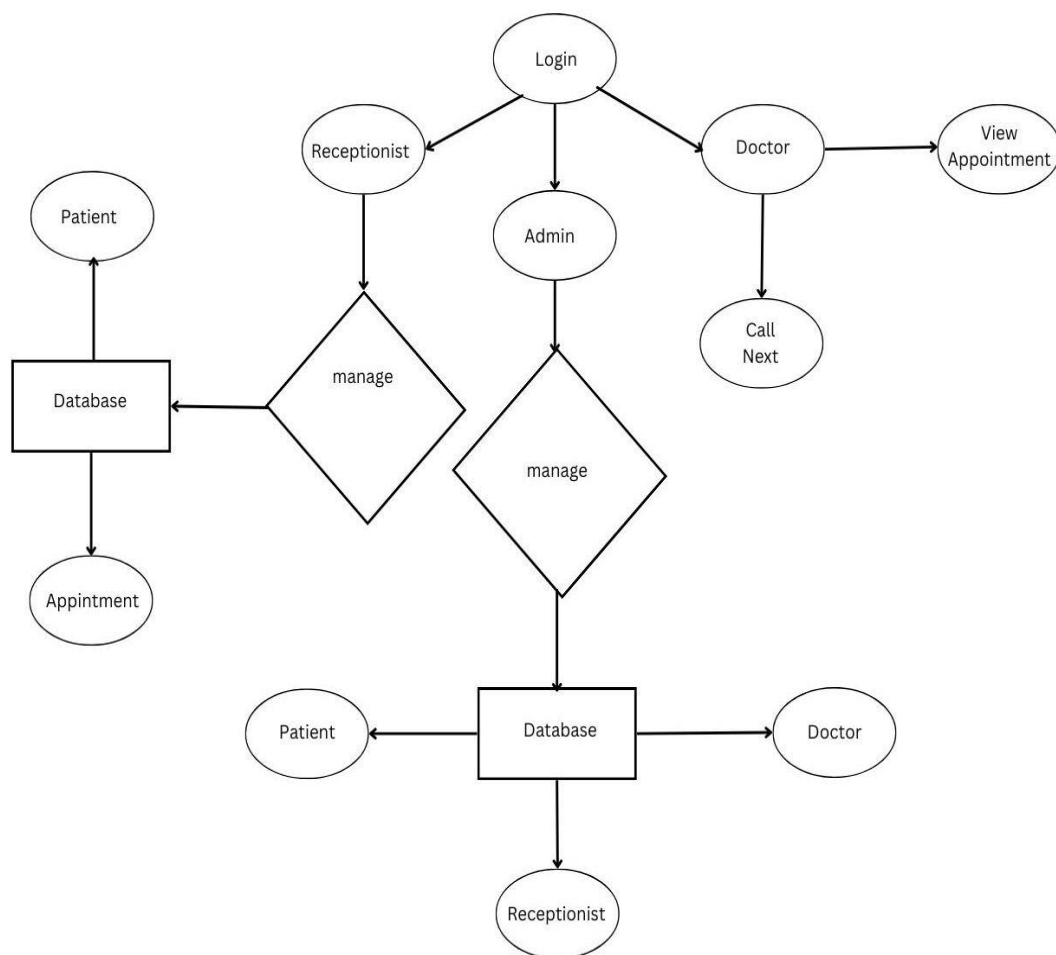 Login
Receptionist
Doctor
View
Appointment
Patient
Admin
Call
Next
manage
Database
manage
Appintment
Patient
Database
Doctor
Receptionist